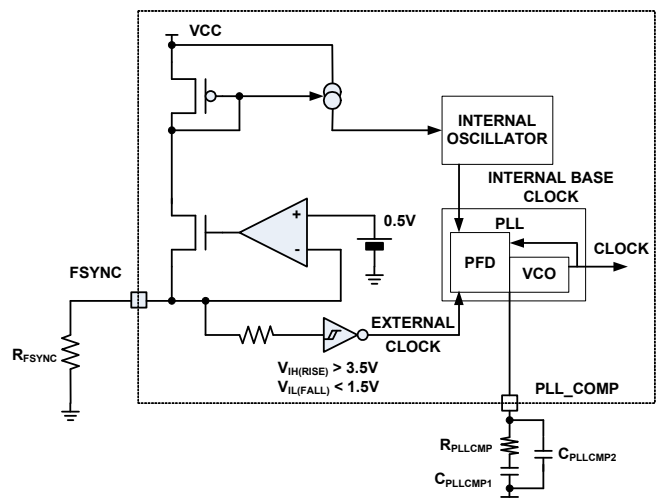 VCC
INTERNAL
OSCILLATOR
INTERNAL BASE
CLOCK
+
0.5V
-
PLL
CLOCK
PFD
VCO
FSYNC
EXTERNAL
CLOCK
RFSYNC
VIH(RISE) > 3.5V
VIL(FALL) < 1.5V
PLL_COMP
RPLLCMP
CPLLCMP2
CPLLCMP1